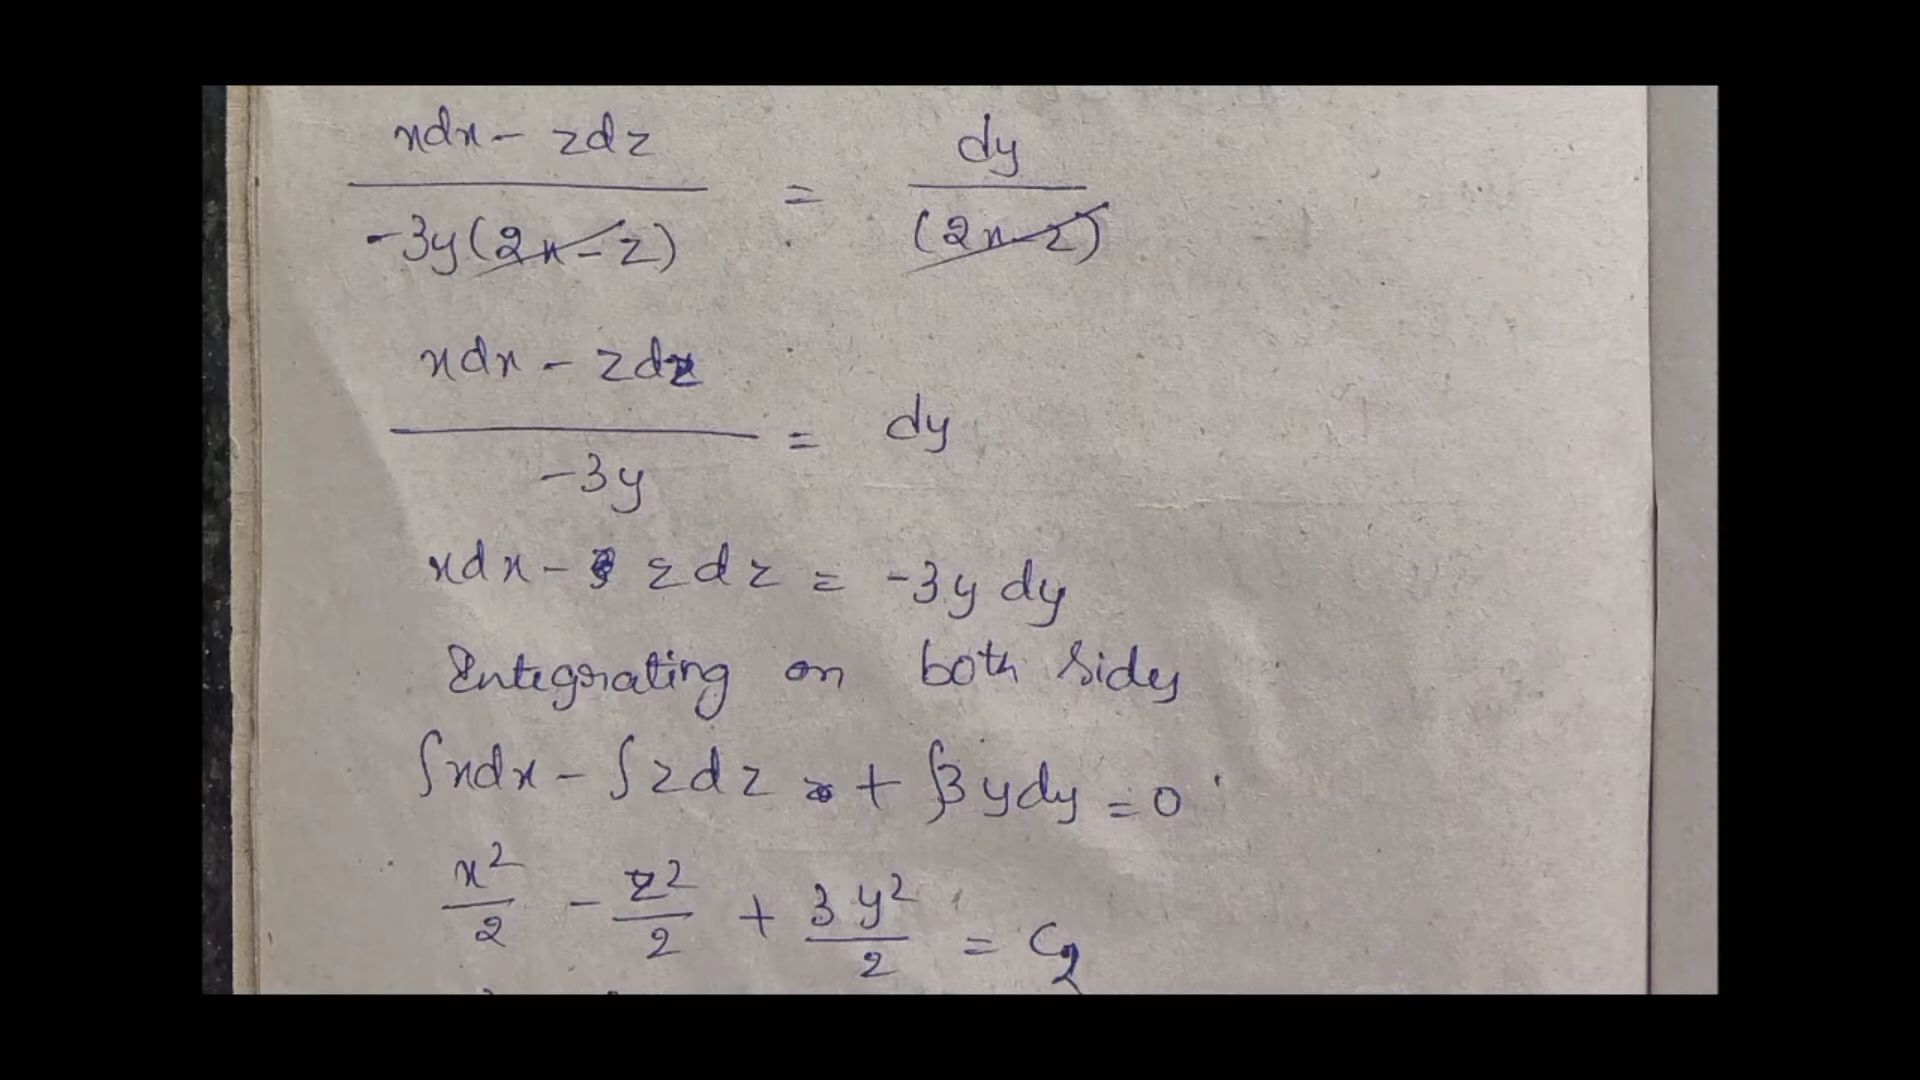 xdx - zdz / -3y(2x-z) = dy / (2x-z)
xdx - zdz / -3y = dy
xdx - zdz = -3y dy
Integrating on both sides
∫xdx - ∫zdz + ∫3ydy = 0
x²/2 - z²/2 + 3y²/2 = C₂